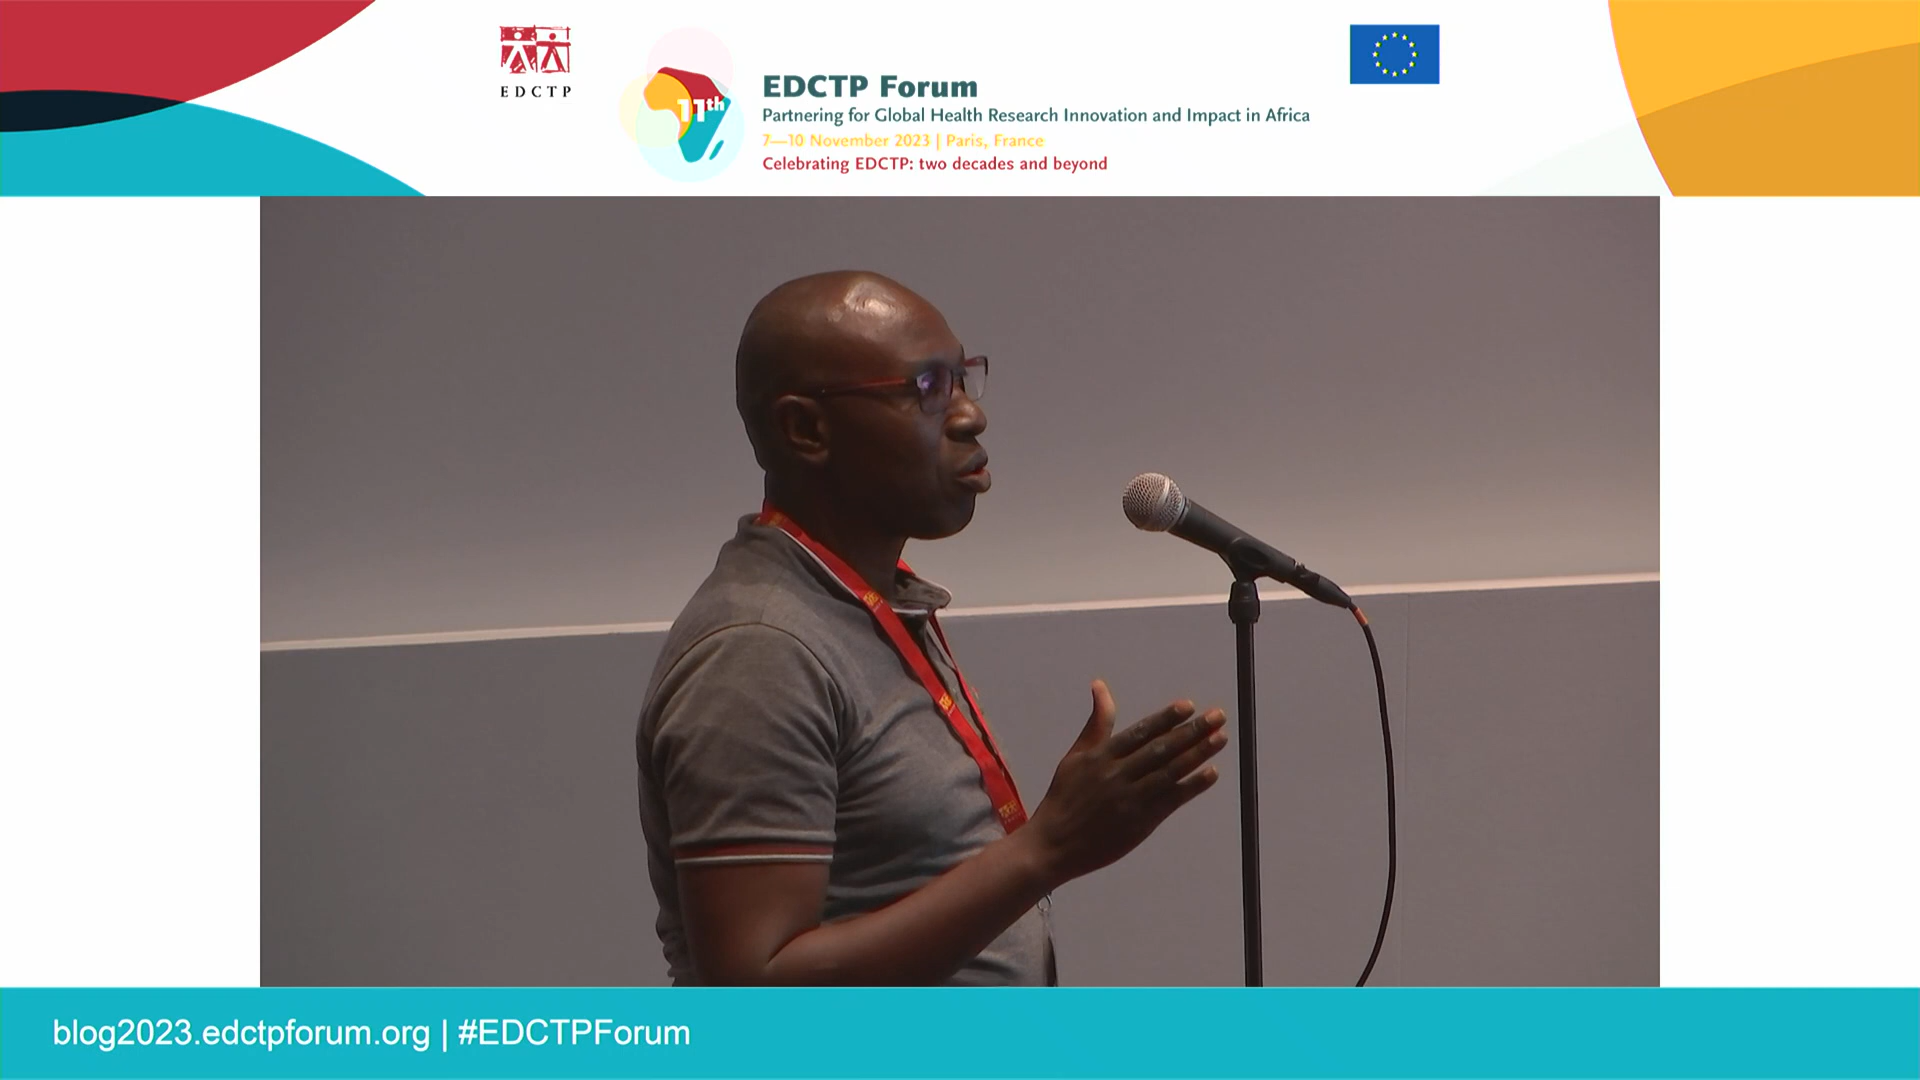 EDCTP
11th
EDCTP Forum
Partnering for Global Health Research Innovation and Impact in Africa
7—10 November 2023 | Paris, France
Celebrating EDCTP: two decades and beyond
blog2023.edctpforum.org | #EDCTPForum